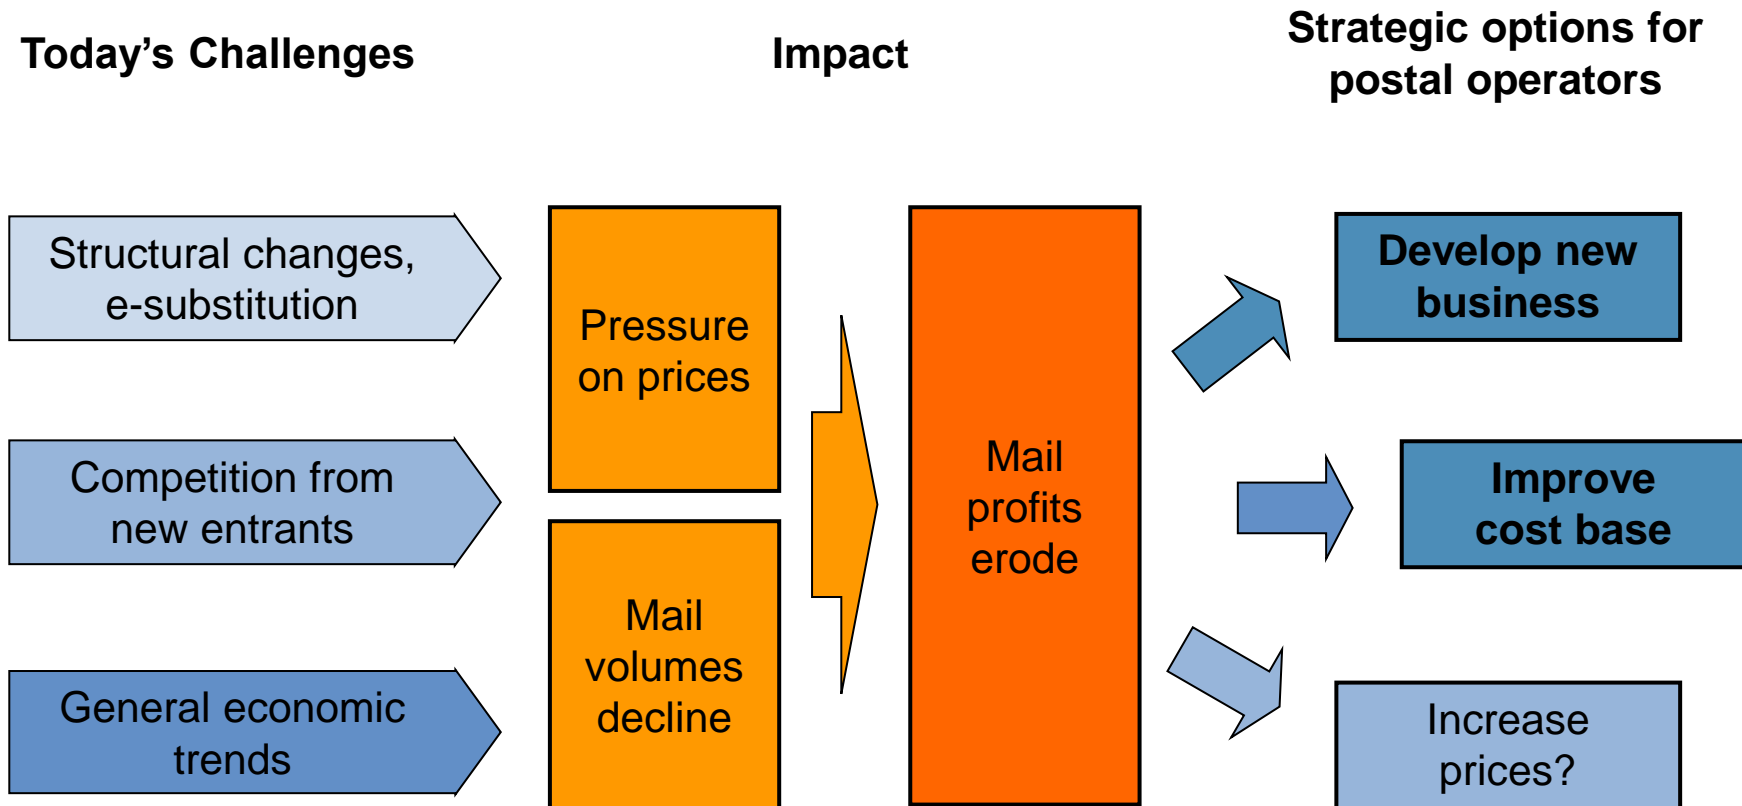 Today’s Challenges
Impact
Strategic options for
postal operators
Structural changes,
e-substitution
Competition from
new entrants
General economic
trends
Pressure
on prices
Mail
volumes
decline
Mail
profits
erode
Develop new
business
Improve
cost base
Increase
prices?